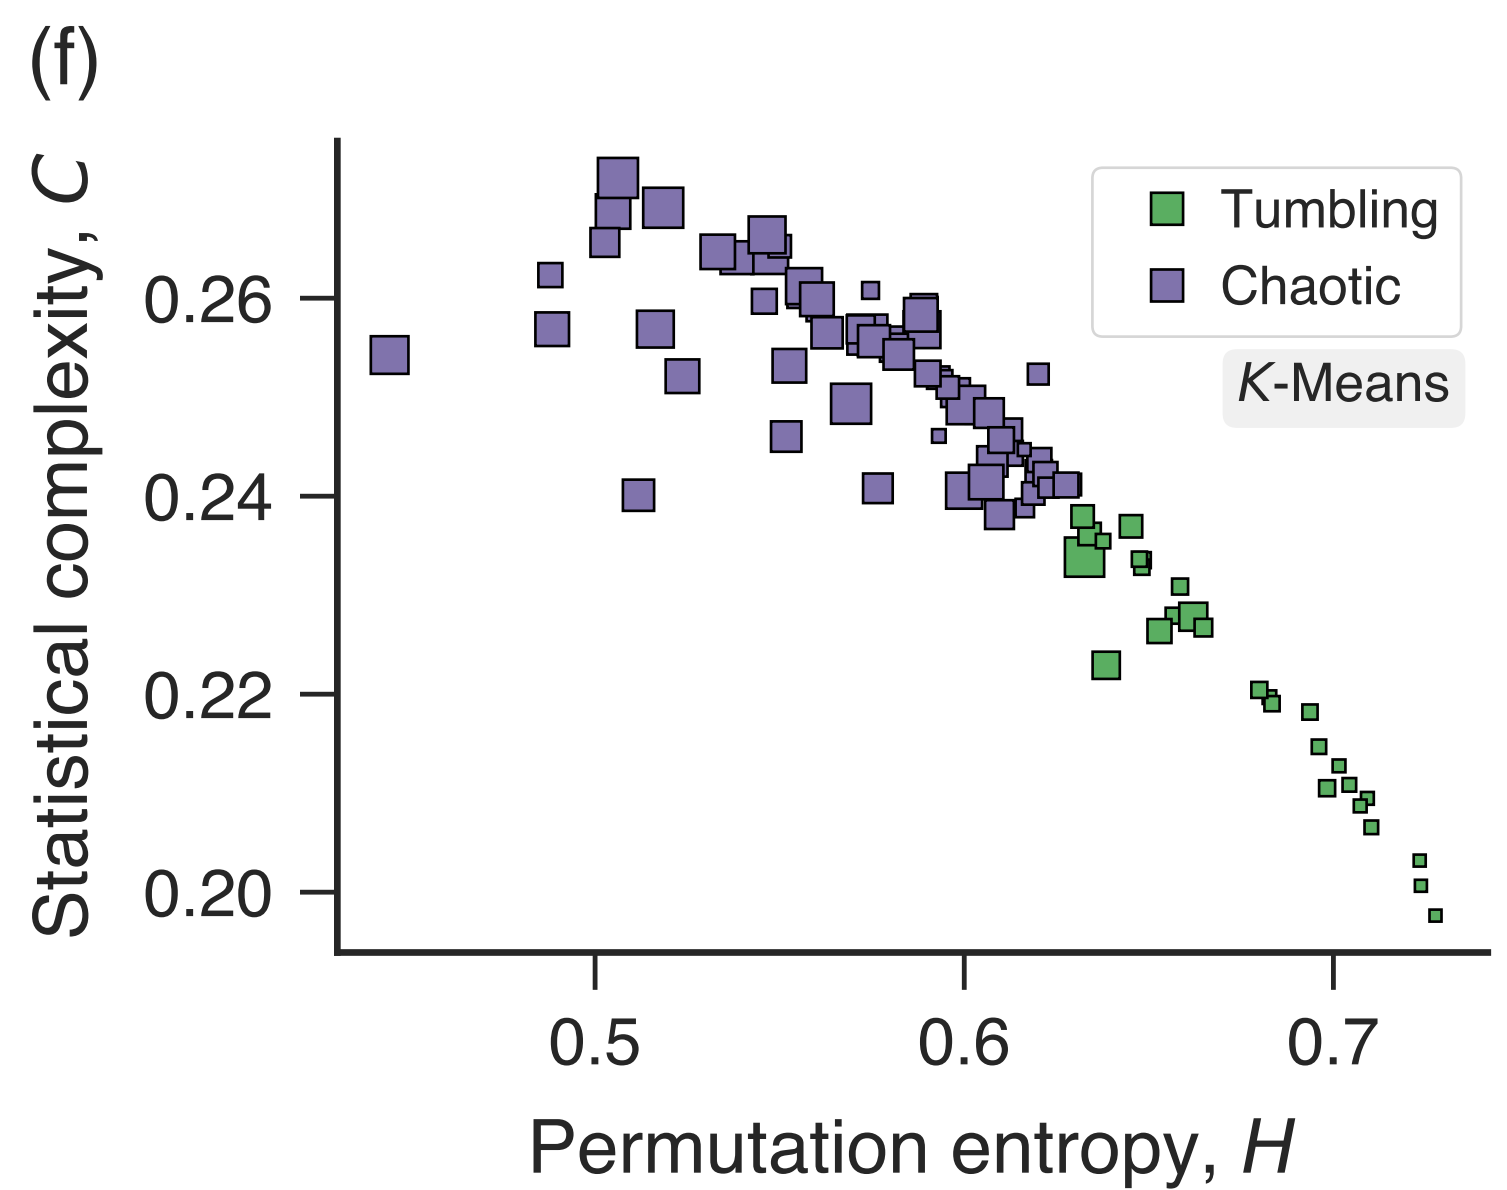 (f)
Statistical complexity, C
0.26
0.24
0.22
0.20
Tumbling
Chaotic
K-Means
0.5 0.6 0.7
Permutation entropy, H